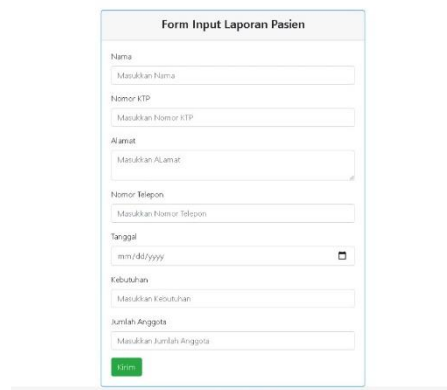 Form Input Laporan Pasien
Nama
Masukkan Nama
Nomor KTP
Masukkan Nomor KTP
Alamat
Masukkan ALamat
Nomor Telepon
Masukkan Nomor Telepon
Tanggal
mm/dd/yyyy
Kebutuhan
Masukkan Kebutuhan
Jumlah Anggota
Masukkan Jumlah Anggota
Kirim